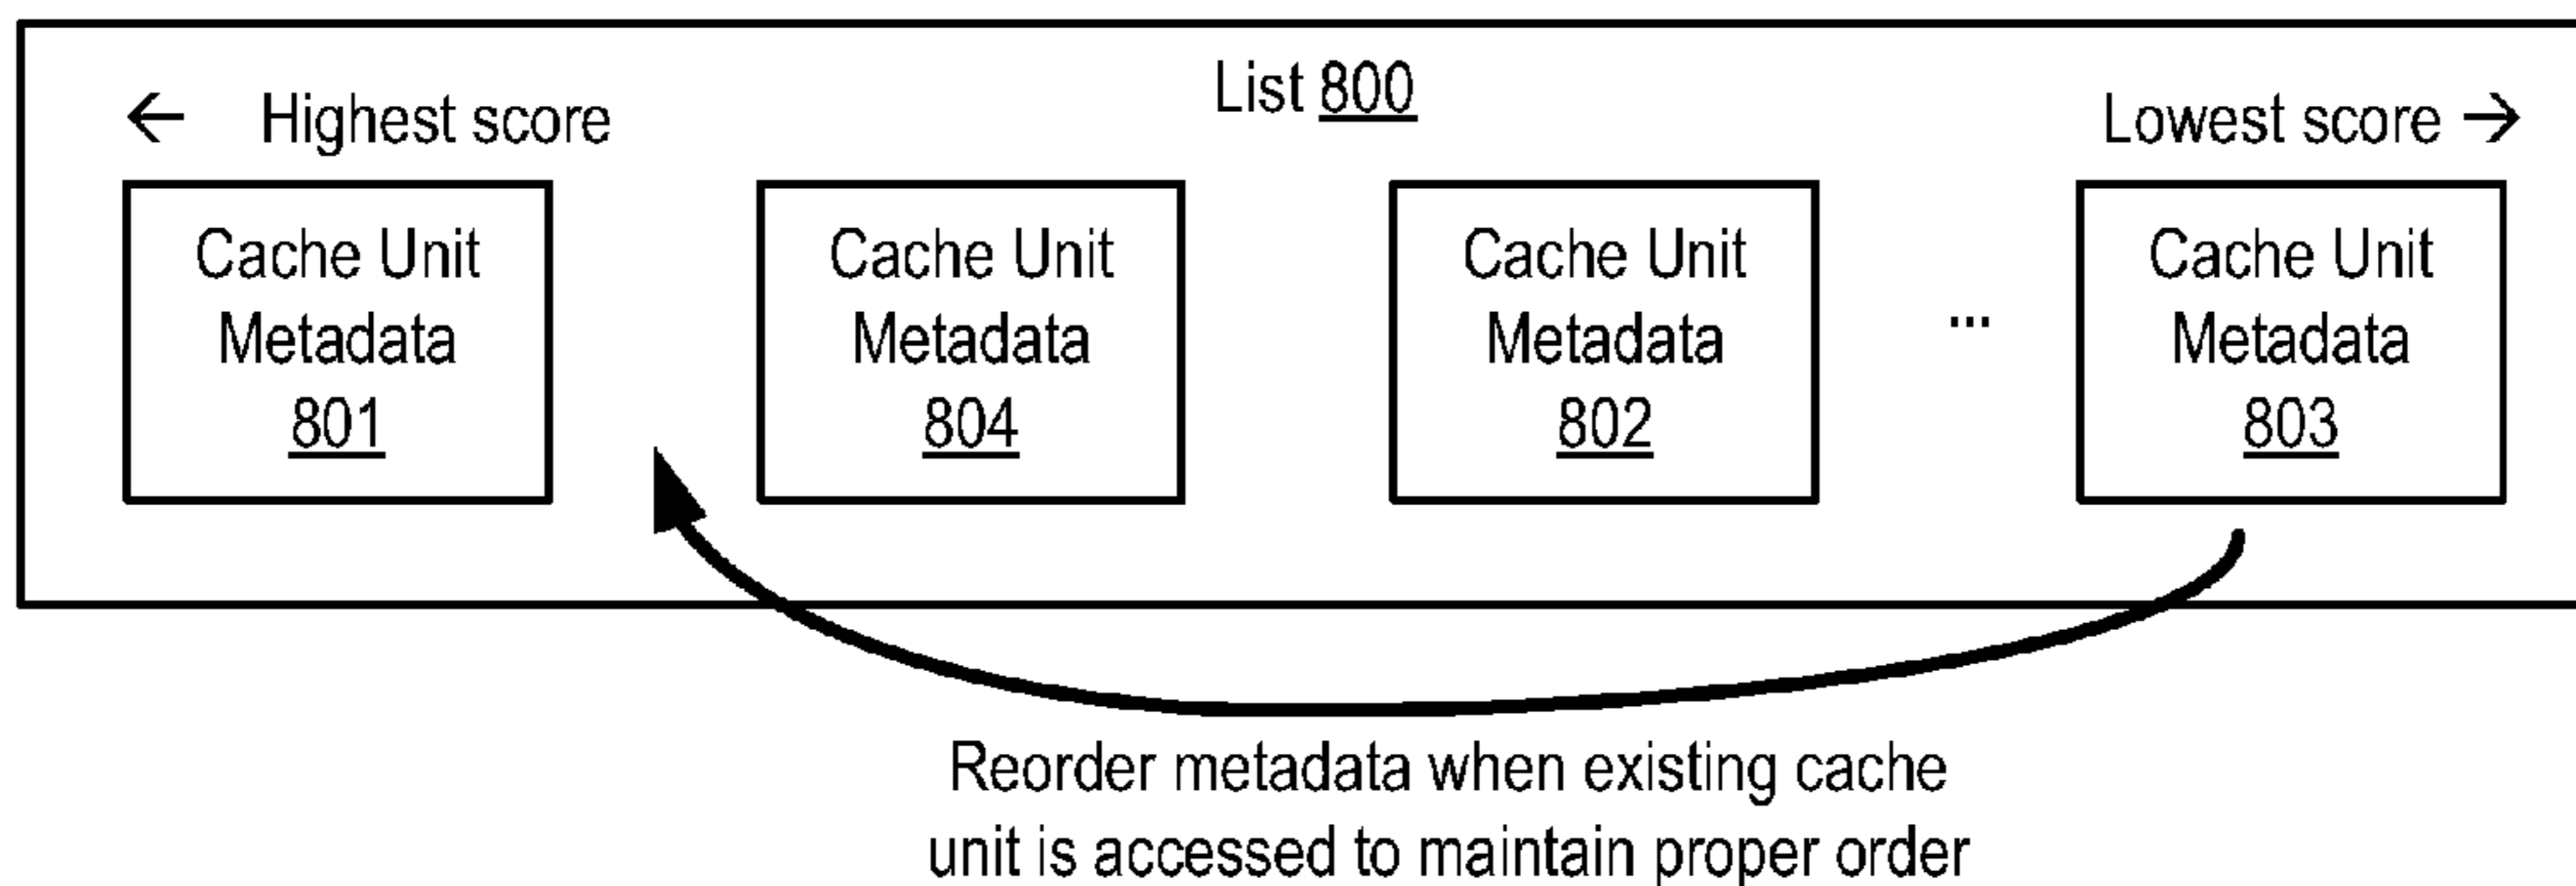 List 800
← Highest score
Lowest score →
Cache Unit
Metadata
801
Cache Unit
Metadata
804
Cache Unit
Metadata
802
...
Cache Unit
Metadata
803
Reorder metadata when existing cache
unit is accessed to maintain proper order